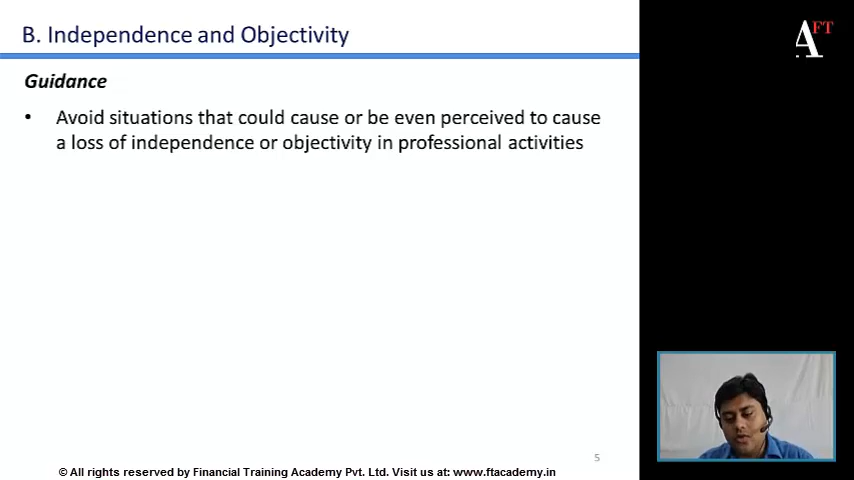 B. Independence and Objectivity
AFT
Guidance
• Avoid situations that could cause or be even perceived to cause
a loss of independence or objectivity in professional activities
5
© All rights reserved by Financial Training Academy Pvt. Ltd. Visit us at: www.ftacademy.in